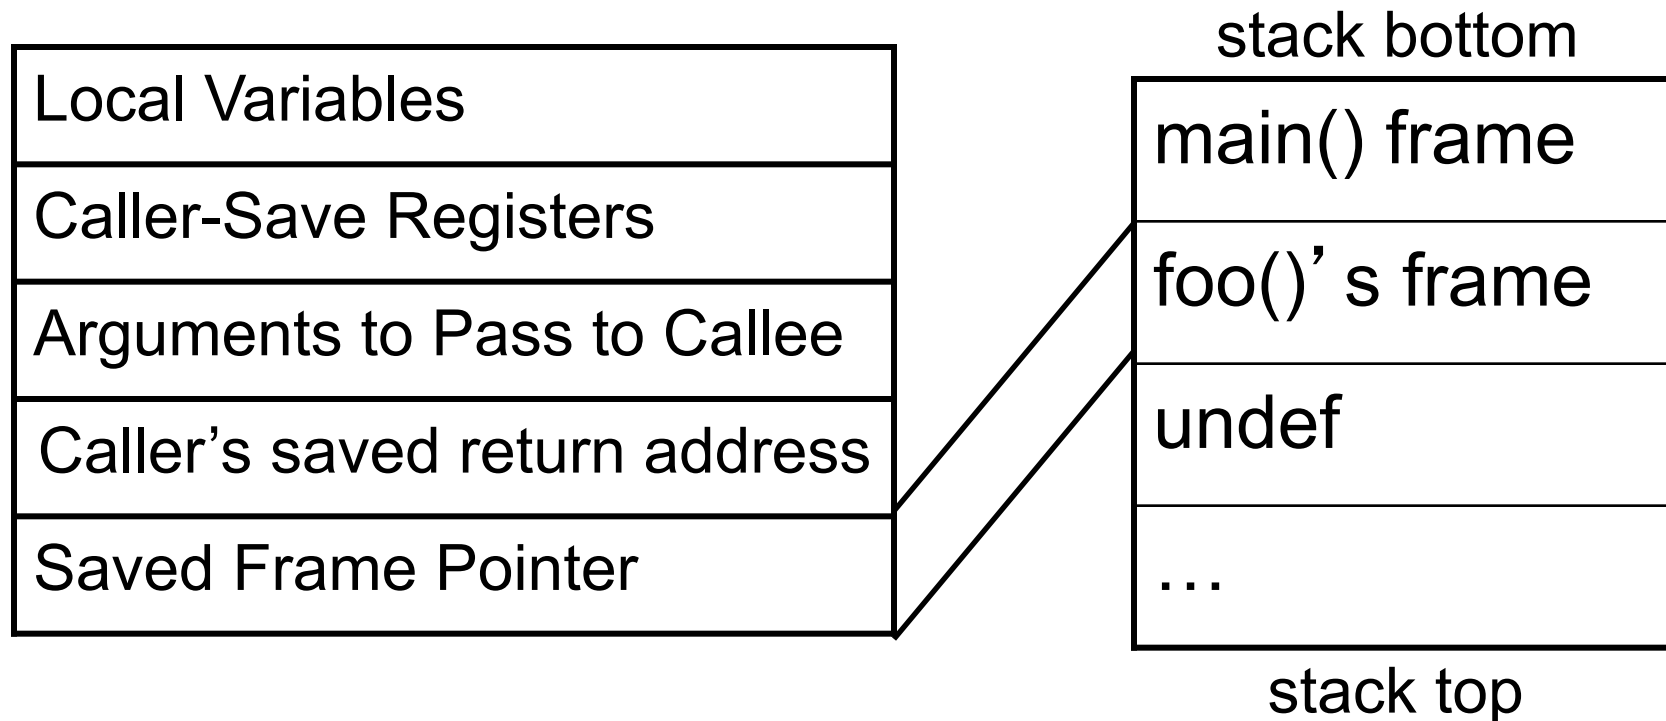 Local Variables
Caller-Save Registers
Arguments to Pass to Callee
Caller’s saved return address
Saved Frame Pointer
stack bottom
main() frame
foo()’ s frame
undef
…
stack top